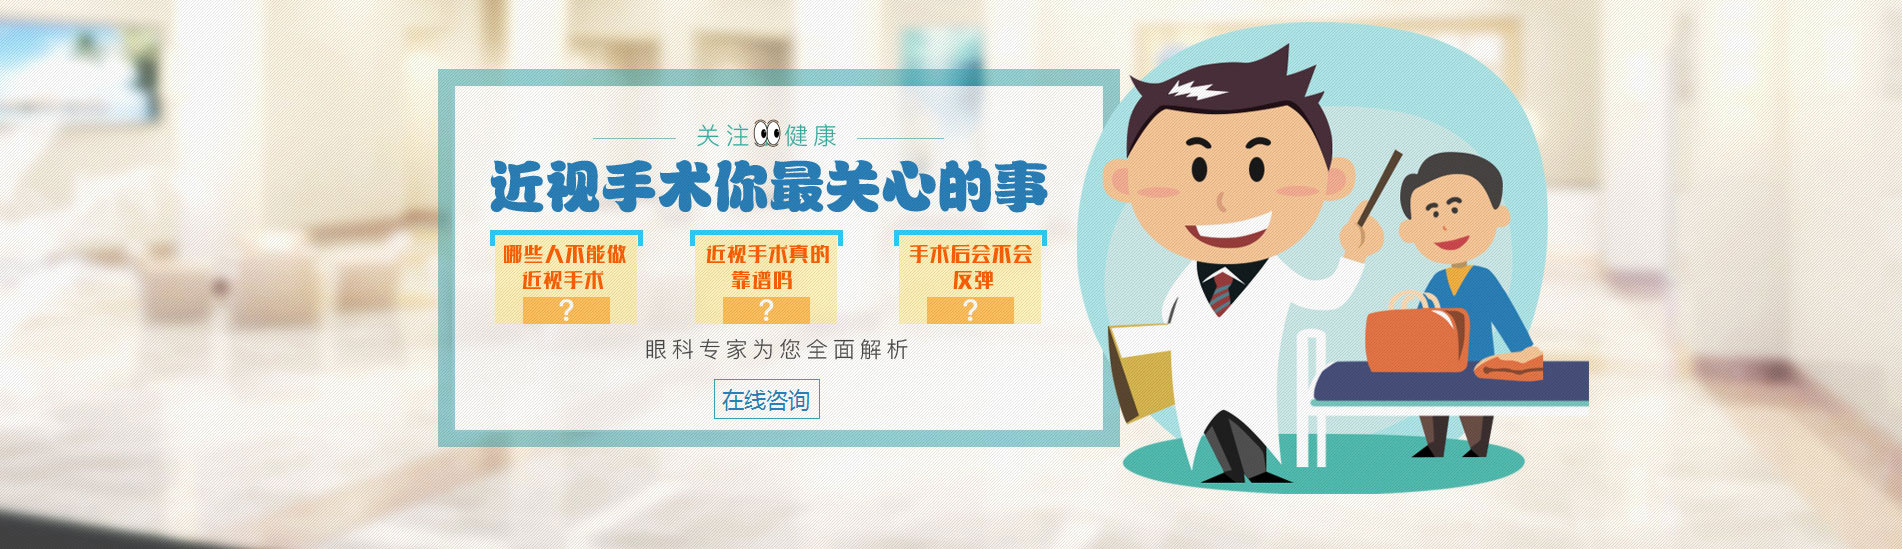 关注健康
近视手术你最关心的事
哪些人不能做
近视手术
?
近视手术真的
靠谱吗
?
手术后会不会
反弹
?
眼科专家为您全面解析
在线咨询